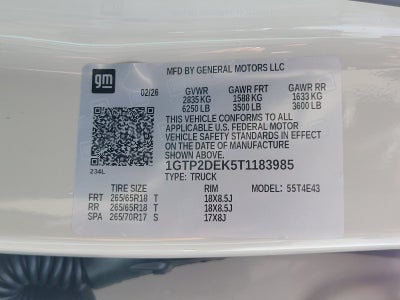 gm
MFD BY GENERAL MOTORS LLC
02/26 GVWR GAWR FRT GAWR RR
2835 KG 1588 KG 1633 KG
6250 LB 3500 LB 3600 LB
THIS VEHICLE CONFORMS TO ALL
APPLICABLE U.S. FEDERAL MOTOR
VEHICLE SAFETY STANDARDS IN EFFECT
ON THE DATE OF MANUFACTURE
SHOWN ABOVE.
234L
1GTP2DEK5T1183985
TYPE: TRUCK
TIRE SIZE RIM MODEL: 55T4E43
FRT 265/65R18 T 18X8.5J
RR 265/65R18 T 18X8.5J
SPA 265/70R17 S 17X8J